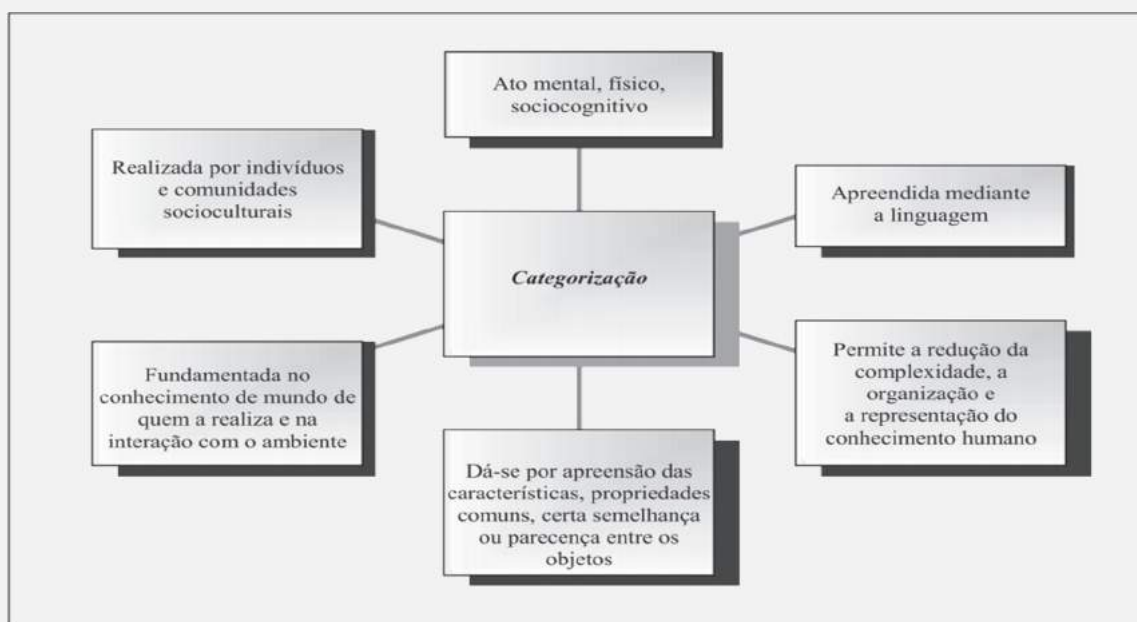 Ato mental, físico,
sociocognitivo
Realizada por indivíduos
e comunidades
socioculturais
Apreendida mediante
a linguagem
Categorização
Fundamentada no
conhecimento de mundo de
quem a realiza e na
interação com o ambiente
Permite a redução da
complexidade, a
organização e
a representação do
conhecimento humano
Dá-se por apreensão das
características, propriedades
comuns, certa semelhança
ou parecença entre os
objetos